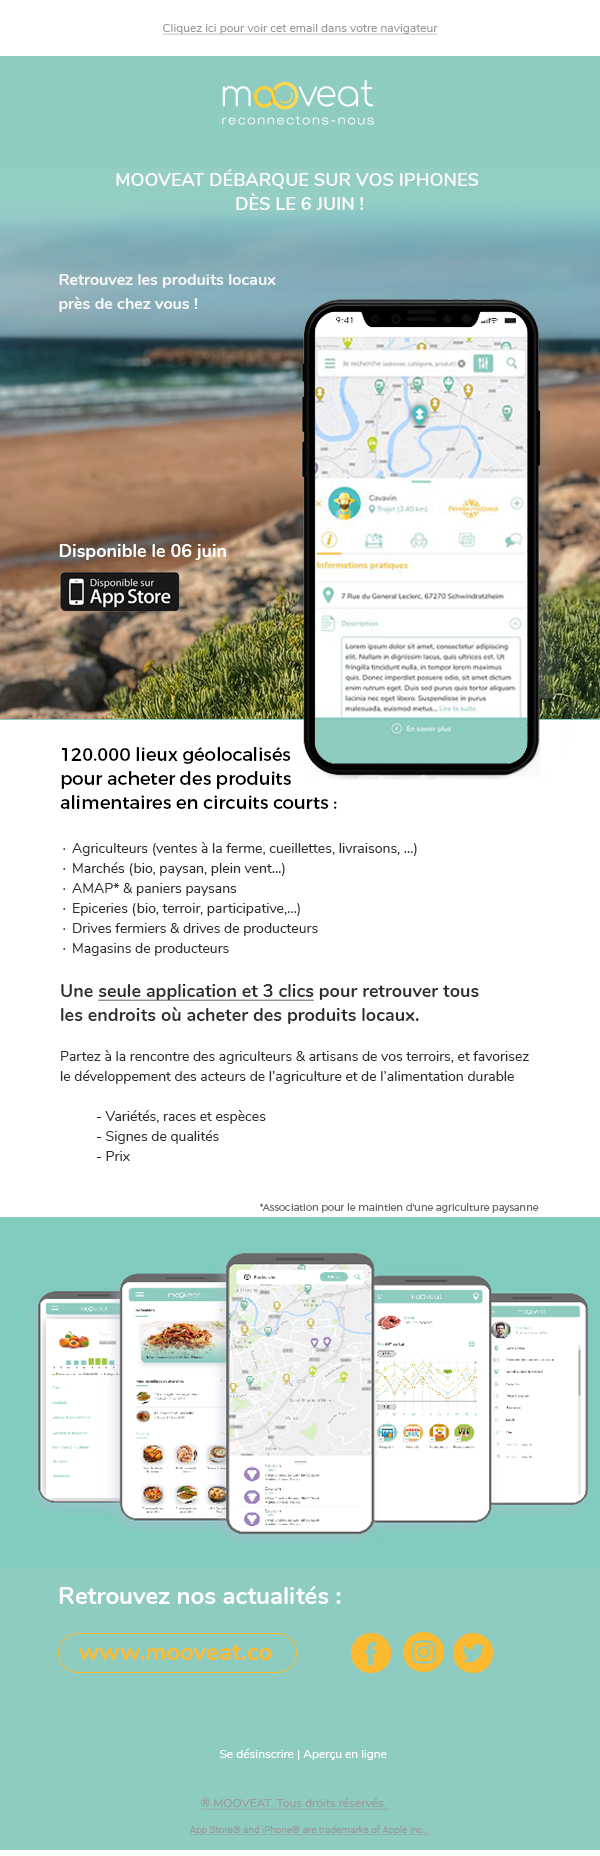 Cliquez ici pour voir cet email dans votre navigateur
mooveat
reconnectons-nous
MOOVEAT DÉBARQUE SUR VOS IPHONES
DÈS LE 6 JUIN !
Retrouvez les produits locaux
près de chez vous !
9:41
Je recherche (adresse, catégorie, produit)
Cavavin
Trajet (3.40 km)
Informations pratiques
7 Rue du General Leclerc, 67270 Schwindratzheim
Description
Lorem ipsum dolor sit amet, consectetur adipiscing
elit. Nullam in dignissim lacus, quis ultrices est. Ut
fringilla tincidunt nulla, in tempor lorem maximus
quis. Donec imperdiet posuere odio, sit amet dictum
enim rutrum eget. Duis sed purus quis tortor aliquam
lacinia nec eget libero. Suspendisse in purus
malesuada, euismod metus... Lire la suite
En savoir plus
Disponible le 06 juin
Disponible sur
App Store
120.000 lieux géolocalisés
pour acheter des produits
alimentaires en circuits courts :
· Agriculteurs (ventes à la ferme, cueillettes, livraisons, ...)
· Marchés (bio, paysan, plein vent...)
· AMAP* & paniers paysans
· Epiceries (bio, terroir, participative,...)
· Drives fermiers & drives de producteurs
· Magasins de producteurs
Une seule application et 3 clics pour retrouver tous
les endroits où acheter des produits locaux.
Partez à la rencontre des agriculteurs & artisans de vos terroirs, et favorisez
le développement des acteurs de l'agriculture et de l'alimentation durable
- Variétés, races et espèces
- Signes de qualités
- Prix
*Association pour le maintien d'une agriculture paysanne
mooveat
mooveat
Recherche
mooveat
mooveat
Retrouvez nos actualités :
www.mooveat.co
Se désinscrire | Aperçu en ligne
® MOOVEAT. Tous droits réservés.
App Store® and iPhone® are trademarks of Apple Inc..